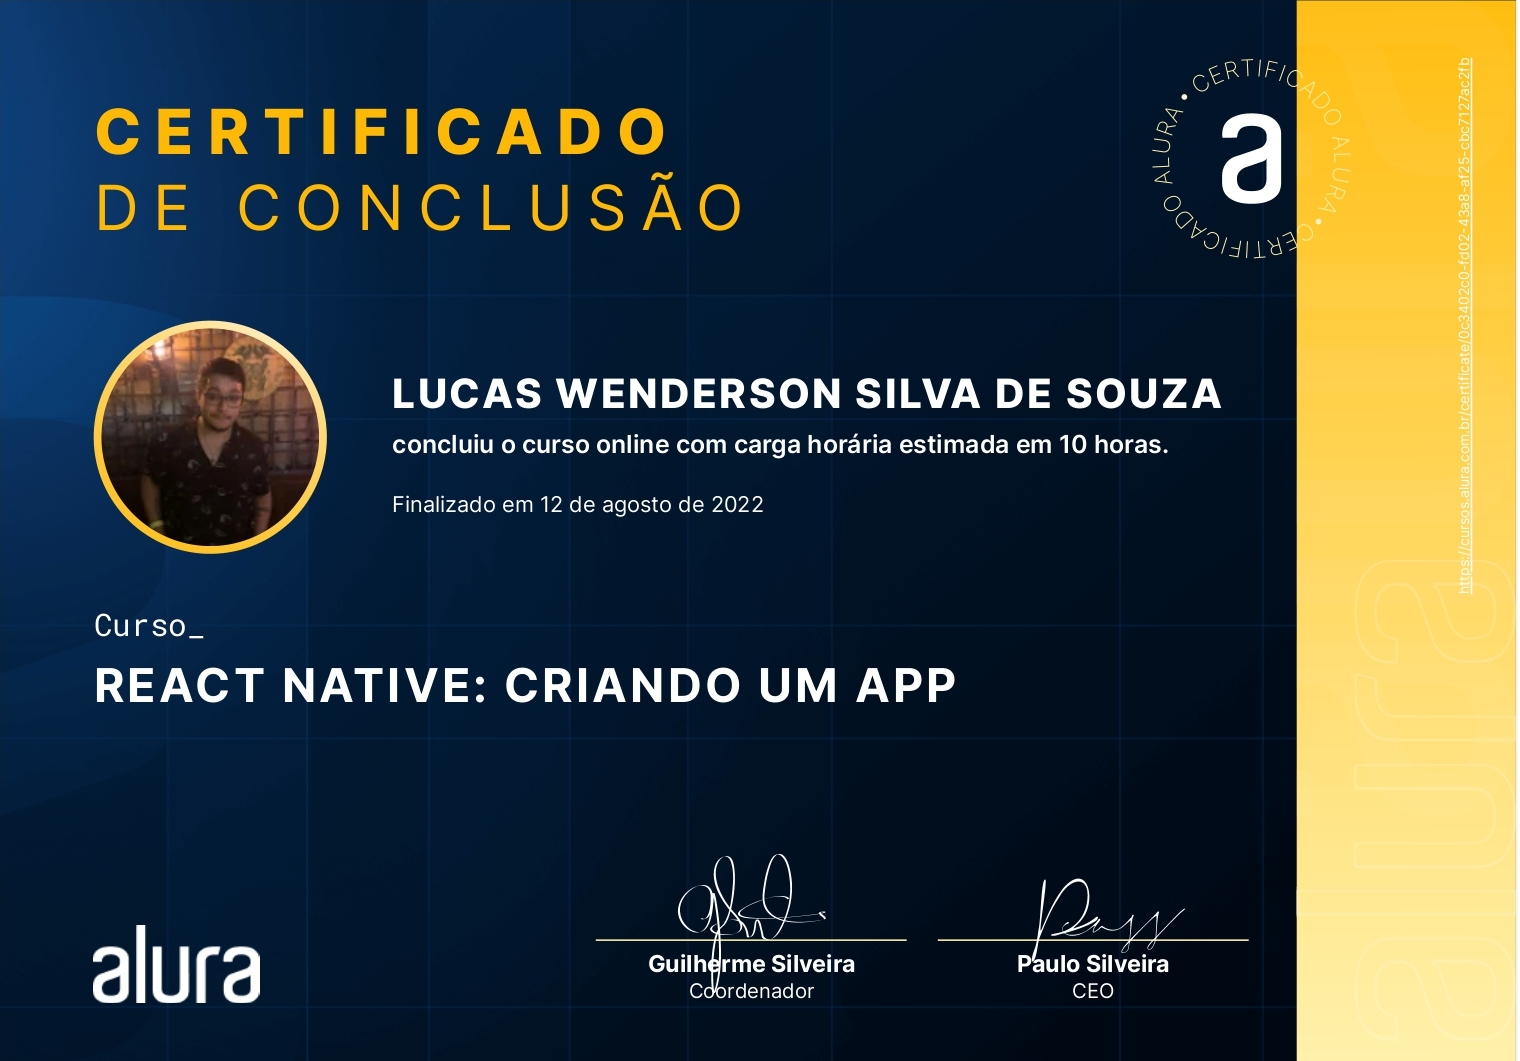 CERTIFICADO
DE CONCLUSÃO
CERTIFICADO ALURA • CERTIFICADO ALURA •
a
https://cursos.alura.com.br/certificate/0c3402c0-fd02-43a8-af25-cbc7127ac2fb
LUCAS WENDERSON SILVA DE SOUZA
concluiu o curso online com carga horária estimada em 10 horas.
Finalizado em 12 de agosto de 2022
Curso_
REACT NATIVE: CRIANDO UM APP
alura
Guilherme Silveira
Coordenador
Paulo Silveira
CEO
alura